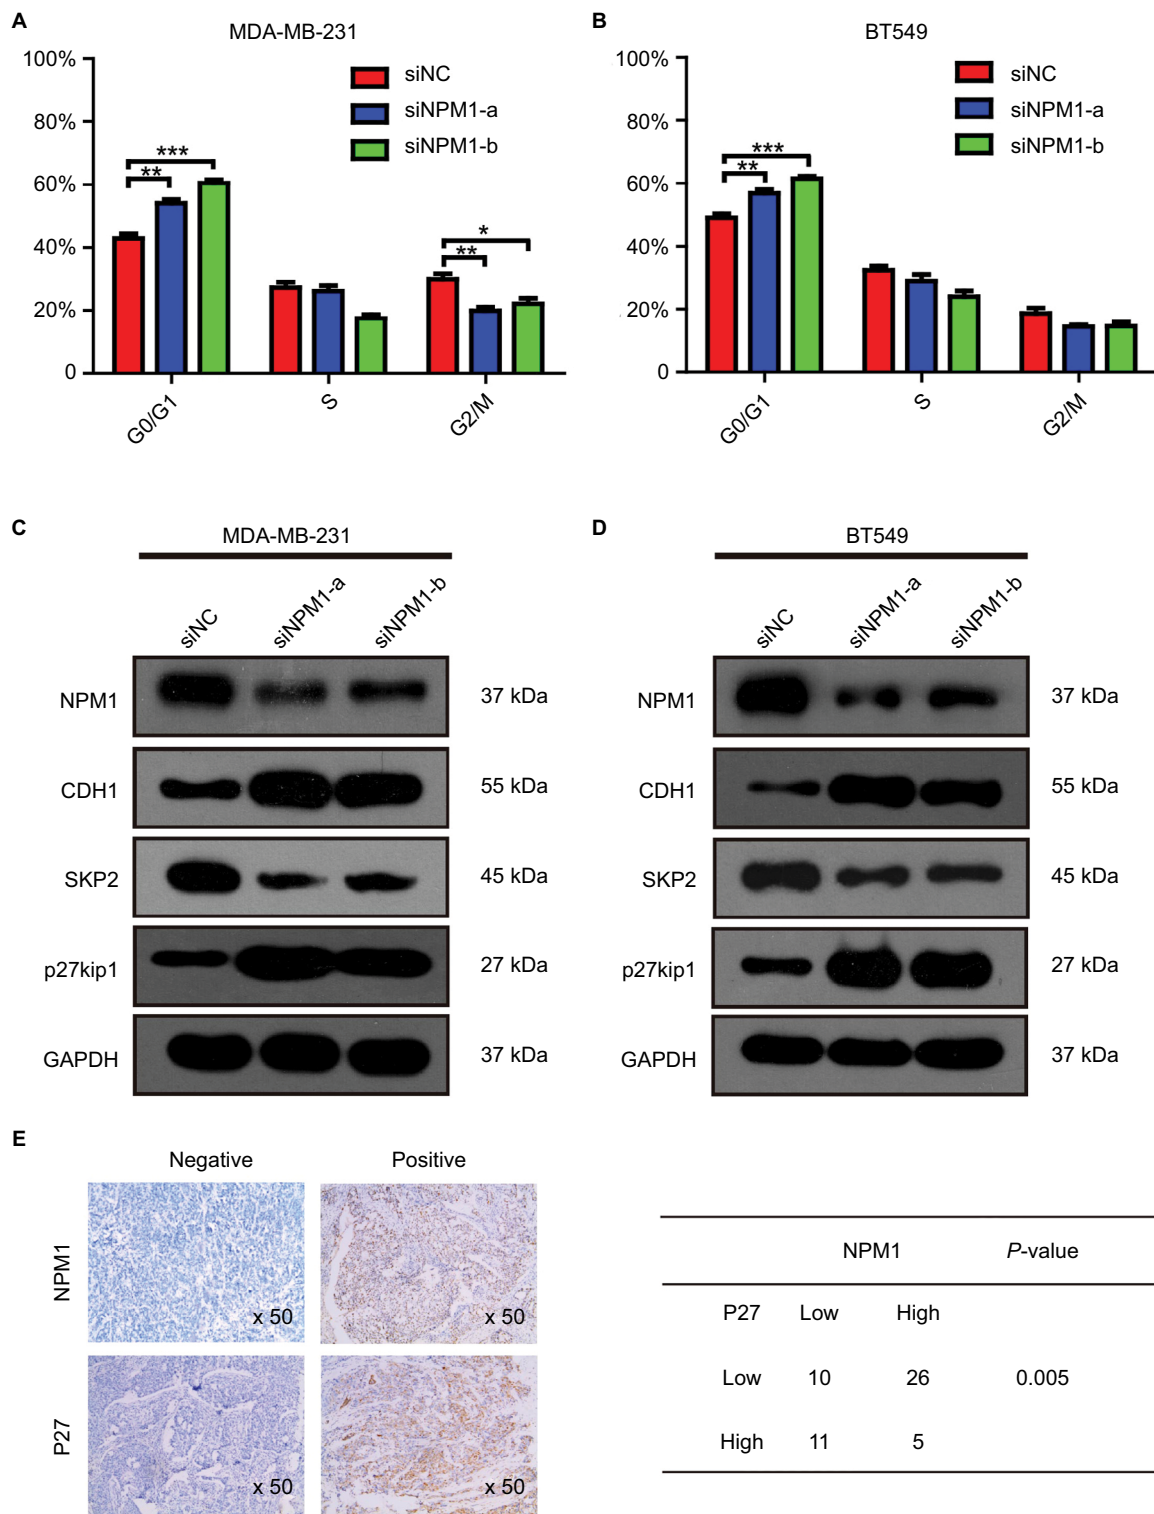 A
MDA-MB-231
100%
80%
60%
40%
20%
0
siNC
siNPM1-a
siNPM1-b
***
**
*
**
G0/G1
S
G2/M
B
BT549
100%
80%
60%
40%
20%
0
siNC
siNPM1-a
siNPM1-b
***
**
G0/G1
S
G2/M
C
MDA-MB-231
siNC
siNPM1-a
siNPM1-b
NPM1
37 kDa
CDH1
55 kDa
SKP2
45 kDa
p27kip1
27 kDa
GAPDH
37 kDa
D
BT549
siNC
siNPM1-a
siNPM1-b
NPM1
37 kDa
CDH1
55 kDa
SKP2
45 kDa
p27kip1
27 kDa
GAPDH
37 kDa
E
Negative
Positive
NPM1
x 50
x 50
P27
x 50
x 50
NPM1 P-value
P27 Low High
Low 10 26 0.005
High 11 5